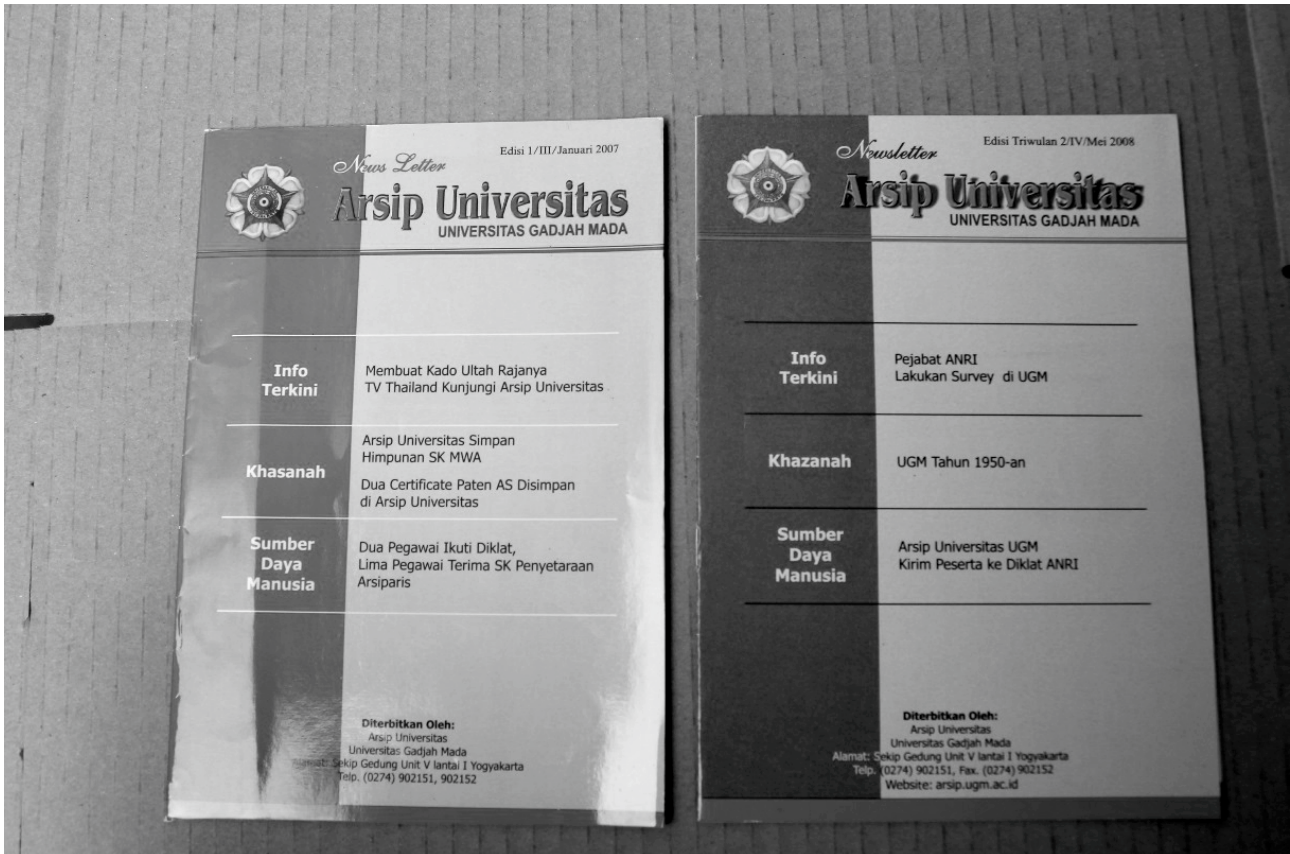 News Letter
Edisi 1/III/Januari 2007
Arsip Universitas
UNIVERSITAS GADJAH MADA
Info
Terkini
Membuat Kado Ultah Rajanya
TV Thailand Kunjungi Arsip Universitas
Khasanah
Arsip Universitas Simpan
Himpunan SK MWA
Dua Certificate Paten AS Disimpan
di Arsip Universitas
Sumber
Daya
Manusia
Dua Pegawai Ikuti Diklat,
Lima Pegawai Terima SK Penyetaraan
Arsiparis
Diterbitkan Oleh:
Arsip Universitas
Universitas Gadjah Mada
Alamat: Sekip Gedung Unit V lantai I Yogyakarta
Telp. (0274) 902151, 902152
Newsletter
Edisi Triwulan 2/IV/Mei 2008
Arsip Universitas
UNIVERSITAS GADJAH MADA
Info
Terkini
Pejabat ANRI
Lakukan Survey di UGM
Khazanah
UGM Tahun 1950-an
Sumber
Daya
Manusia
Arsip Universitas UGM
Kirim Peserta ke Diklat ANRI
Diterbitkan Oleh:
Arsip Universitas
Universitas Gadjah Mada
Alamat: Sekip Gedung Unit V lantai I Yogyakarta
Telp. (0274) 902151, Fax. (0274) 902152
Website: arsip.ugm.ac.id